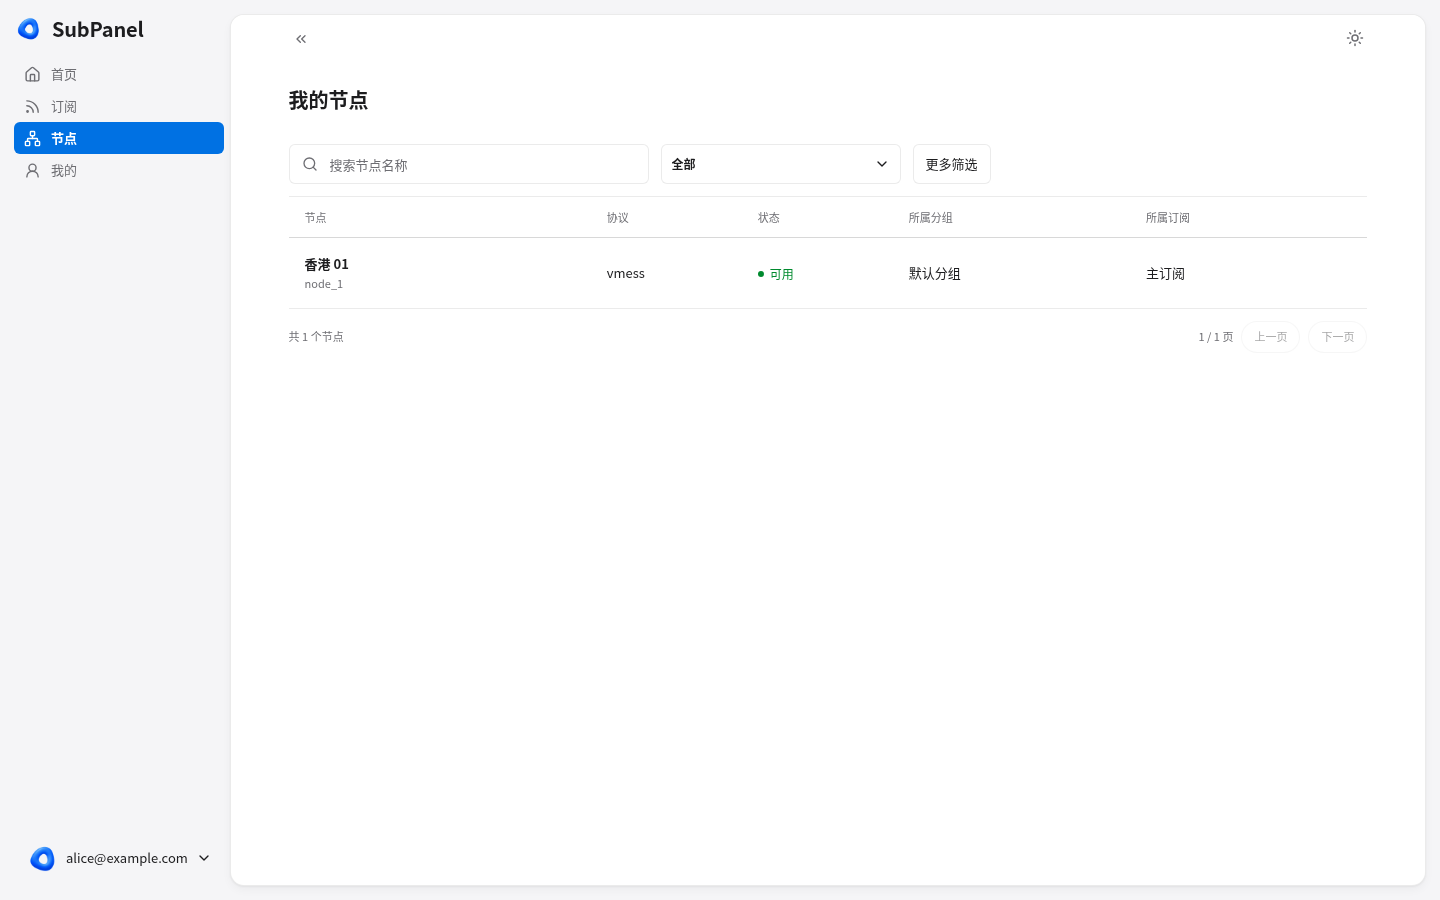 SubPanel
首页
订阅
节点
我的
alice@example.com
我的节点
搜索节点名称
全部
更多筛选
节点 协议 状态 所属分组 所属订阅
香港 01
node_1
vmess
可用
默认分组
主订阅
共 1 个节点
1 / 1 页
上一页
下一页